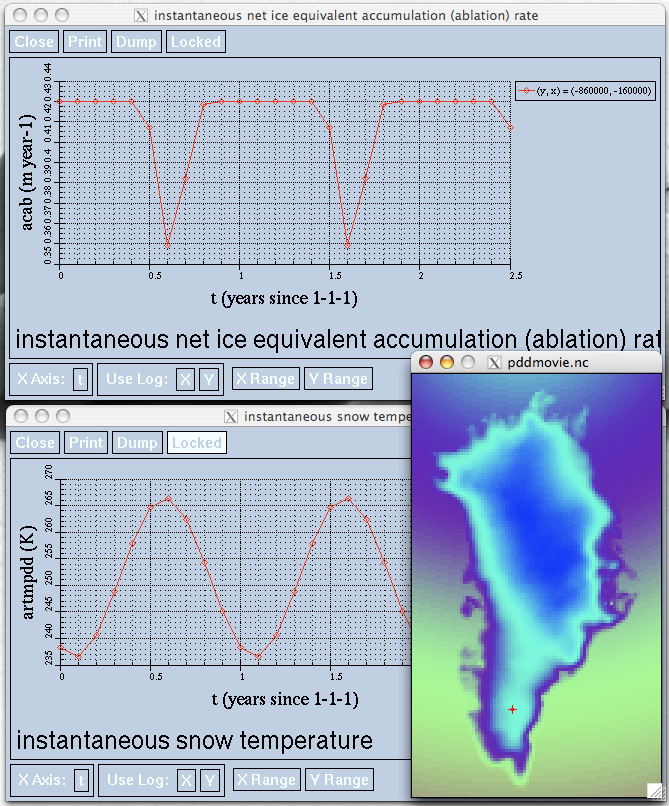 instantaneous net ice equivalent accumulation (ablation) rate
Close Print Dump Locked
0.44
0.43
0.42
0.41
0.4
0.39
0.38
0.37
0.36
0.35
acab (m year-1)
(y, x) = (-860000, -160000)
0 0.5 1 1.5 2 2.5
t (years since 1-1-1)
instantaneous net ice equivalent accumulation (ablation) rat
X Axis: t Use Log: X Y X Range Y Range
pddmovie.nc
instantaneous snow tempe
Close Print Dump Locked
270
265
260
255
250
245
240
235
artmpdd (K)
0.5 1 1.5
t (years since 1-1-1)
instantaneous snow temperature
X Axis: t Use Log: X Y X Range Y Range